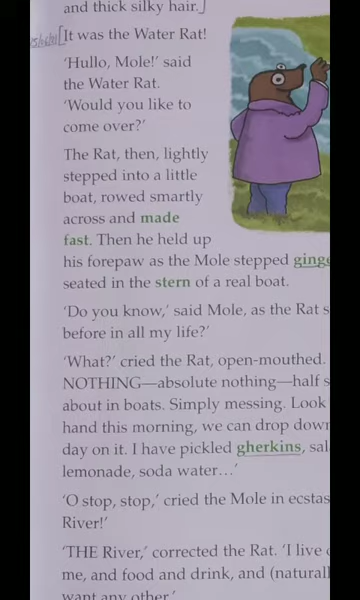 and thick silky hair.
It was the Water Rat!
‘Hullo, Mole!’ said
the Water Rat.
‘Would you like to
come over?’
The Rat, then, lightly
stepped into a little
boat, rowed smartly
across and made
fast. Then he held up
his forepaw as the Mole stepped ginge
seated in the stern of a real boat.
‘Do you know,’ said Mole, as the Rat s
before in all my life?’
‘What?’ cried the Rat, open-mouthed.
NOTHING—absolute nothing—half s
about in boats. Simply messing. Look
hand this morning, we can drop down
day on it. I have pickled gherkins, sal
lemonade, soda water…’
‘O stop, stop,’ cried the Mole in ecstas
River!’
‘THE River,’ corrected the Rat. ‘I live
me, and food and drink, and (natural
want any other.’